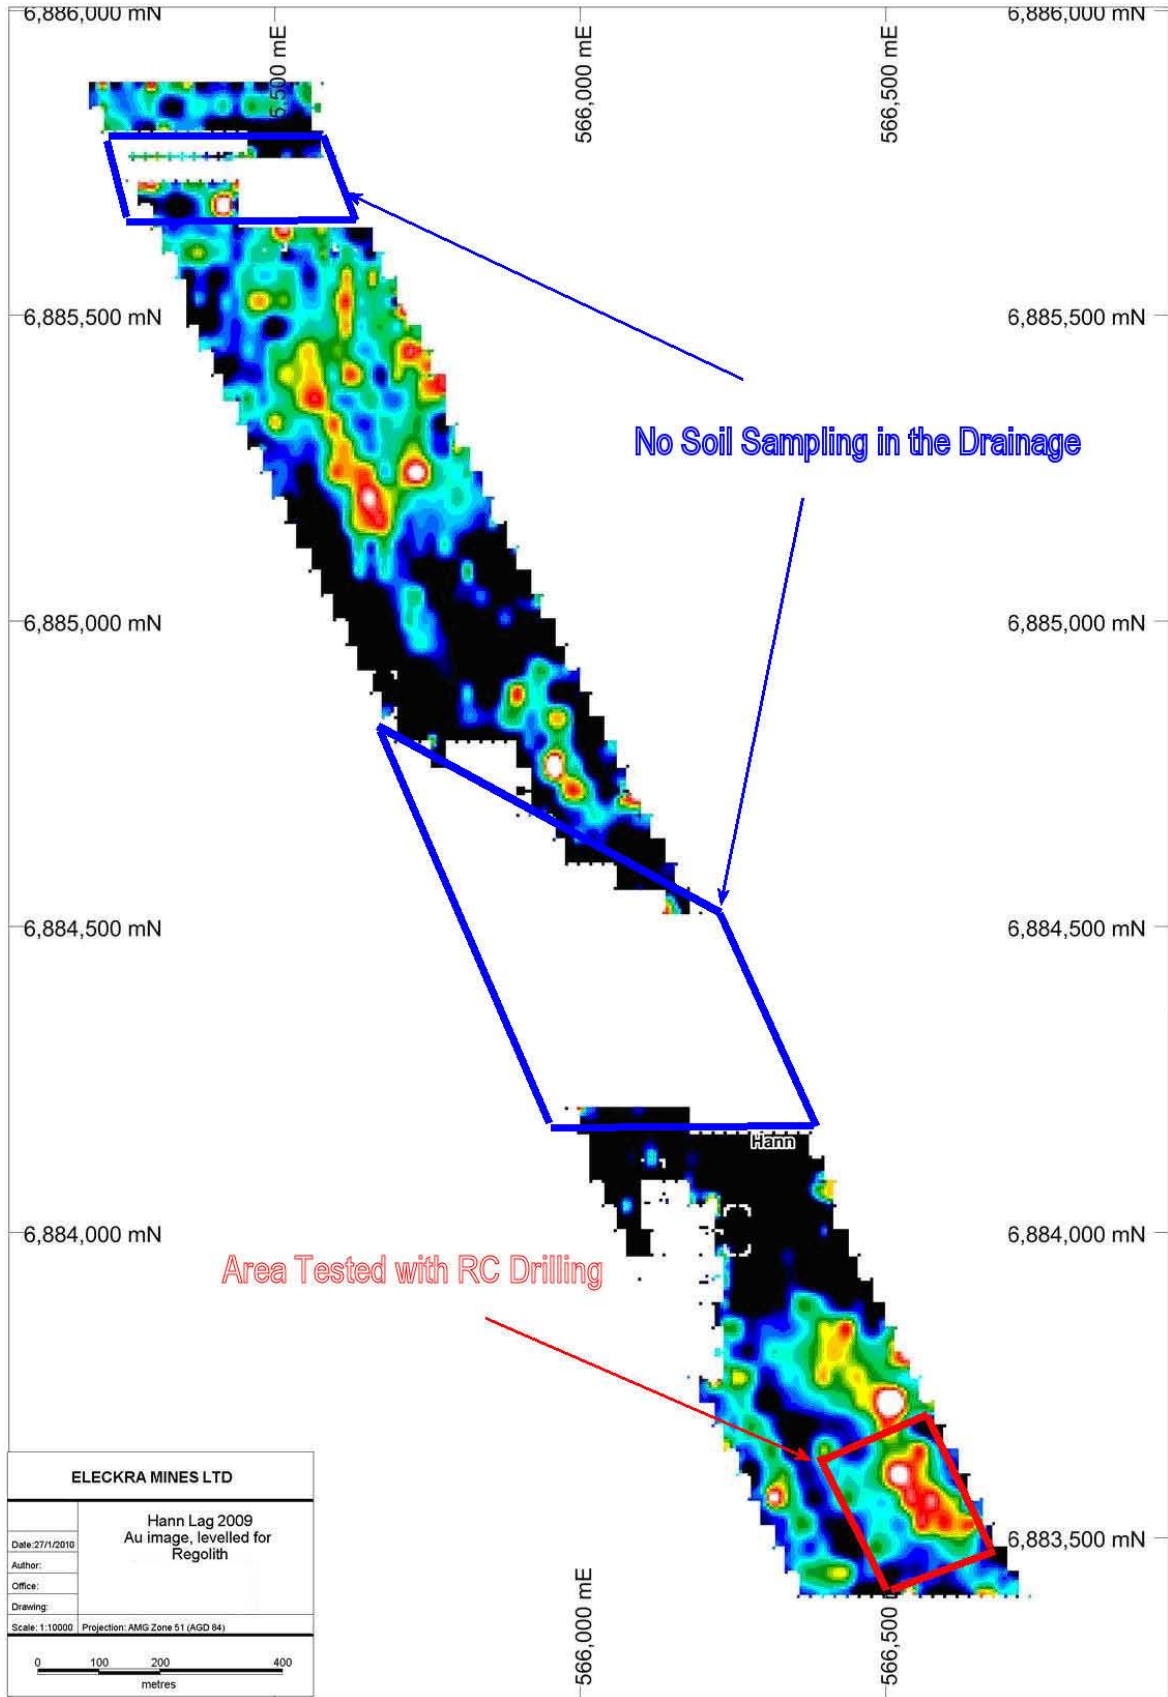 6,886,000 mN
6,886,000 mN
5,500 mE
566,000 mE
566,500 mE
6,885,500 mN
6,885,500 mN
No Soil Sampling in the Drainage
6,885,000 mN
6,885,000 mN
6,884,500 mN
6,884,500 mN
Hann
6,884,000 mN
6,884,000 mN
Area Tested with RC Drilling
6,883,500 mN
566,000 mE
566,500
ELECKRA MINES LTD
Hann Lag 2009
Au image, levelled for
Regolith
Date:27/1/2010
Author:
Office:
Drawing:
Scale: 1:10000
Projection: AMG Zone 51 (AGD 84)
0 100 200 400
metres